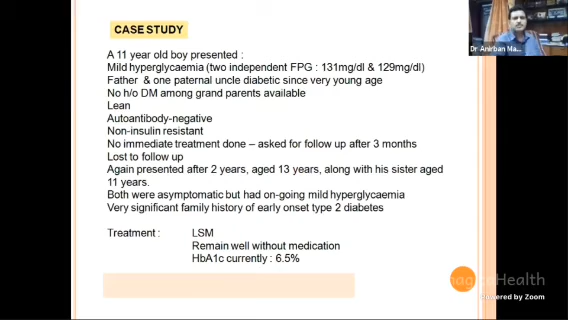 CASE STUDY
A 11 year old boy presented :
Mild hyperglycaemia (two independent FPG : 131mg/dl & 129mg/dl)
Father & one paternal uncle diabetic since very young age
No h/o DM among grand parents available
Lean
Autoantibody-negative
Non-insulin resistant
No immediate treatment done – asked for follow up after 3 months
Lost to follow up
Again presented after 2 years, aged 13 years, along with his sister aged
11 years.
Both were asymptomatic but had on-going mild hyperglycaemia
Very significant family history of early onset type 2 diabetes
Treatment : LSM
Remain well without medication
HbA1c currently : 6.5%
Dr Anirban Ma...
Health
Powered by Zoom